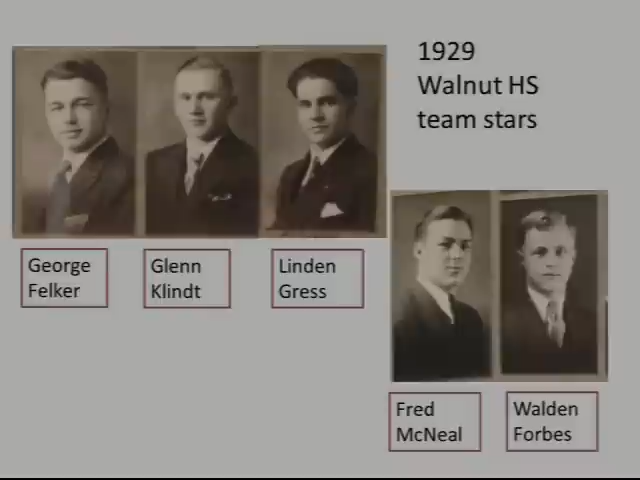 1929
Walnut HS
team stars
George
Felker
Glenn
Klindt
Linden
Gress
Fred
McNeal
Walden
Forbes